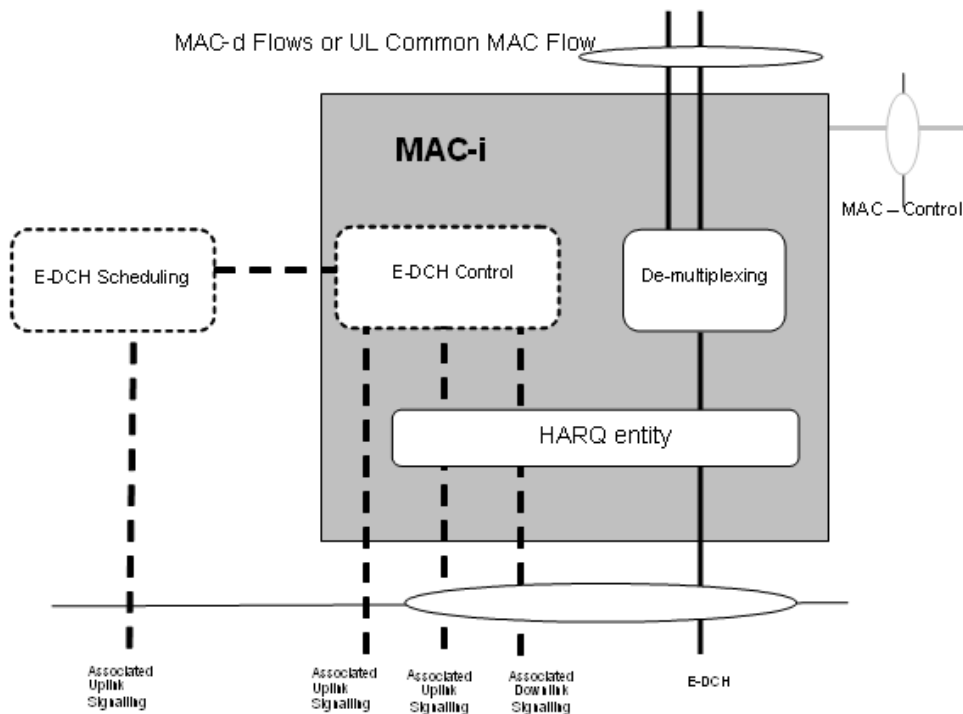 MAC-d Flows or UL Common MAC Flow
MAC-i
MAC – Control
E-DCH Scheduling
E-DCH Control
De-multiplexing
HARQ entity
Associated
Uplink
Signalling
Associated
Uplink
Signalling
Associated
Uplink
Signalling
Associated
Downlink
Signalling
E-DCH